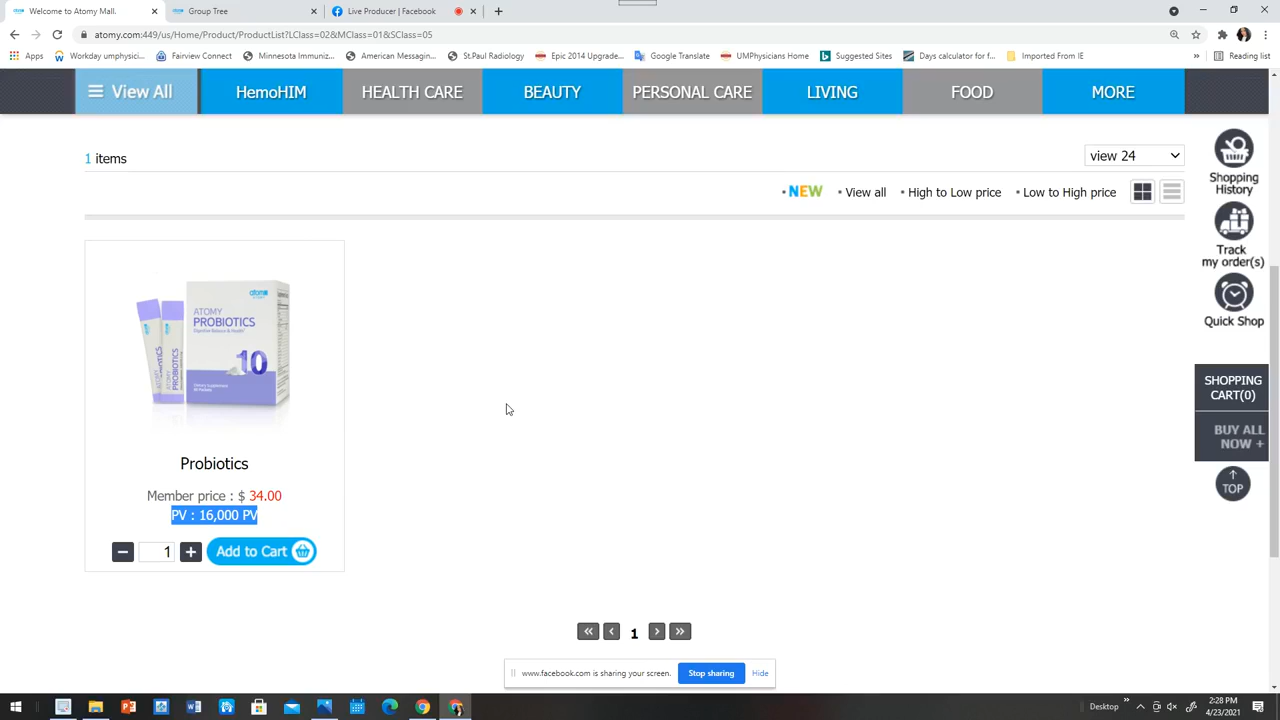 Welcome to Atomy Mall.
Group Tree
Live Producer | Facebook
atomy.com:449/us/Home/Product/ProductList?LClass=02&MClass=01&SClass=05
Apps
Workday umphysici...
Fairview Connect
Minnesota Immuniz...
American Messagin...
St.Paul Radiology
Epic 2014 Upgrade...
Google Translate
UMPhysicians Home
Suggested Sites
Days calculator for...
Imported From IE
»
Reading list
View All
HemoHIM
HEALTH CARE
BEAUTY
PERSONAL CARE
LIVING
FOOD
MORE
1 items
view 24
• NEW
• View all
• High to Low price
• Low to High price
Shopping
History
Track
my order(s)
Quick Shop
SHOPPING
CART(0)
BUY ALL
NOW +
TOP
ATOMY
PROBIOTICS
10
PROBIOTICS
Probiotics
Member price : $ 34.00
PV : 16,000 PV
1
Add to Cart
1
www.facebook.com is sharing your screen.
Stop sharing
Hide
Desktop
»
2:28 PM
4/23/2021